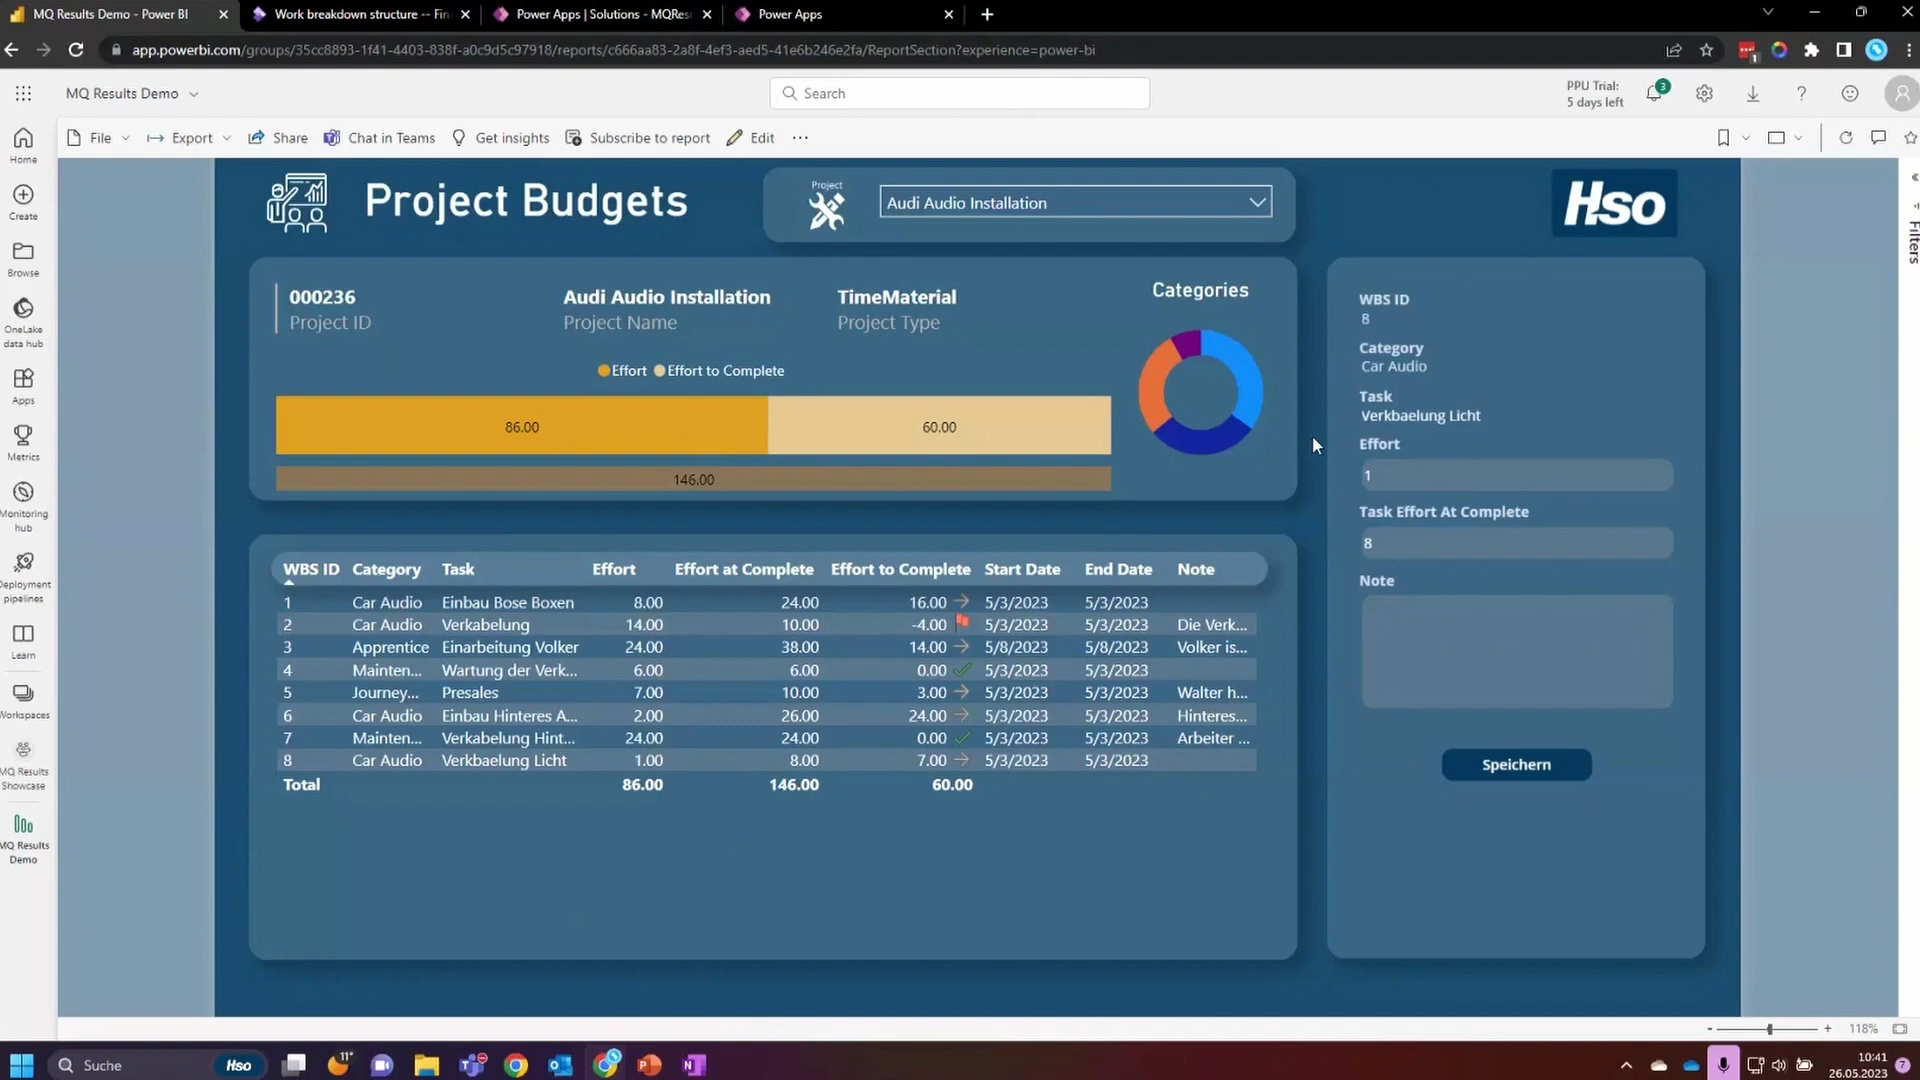 MQ Results Demo - Power BI
Work breakdown structure -- Fin
Power Apps | Solutions - MQRes
Power Apps
app.powerbi.com/groups/35cc8893-1f41-4403-838f-a0c9d5c97918/reports/c666aa83-2a8f-4ef3-aed5-41e6b246e2fa/ReportSection?experience=power-bi
1
MQ Results Demo
Search
PPU Trial:
5 days left
3
File
Export
Share
Chat in Teams
Get insights
Subscribe to report
Edit
Home
Create
Browse
OneLake
data hub
Apps
Metrics
Monitoring
hub
Deployment
pipelines
Learn
Workspaces
MQ Results
Showcase
MQ Results
Demo
Project Budgets
Project
Audi Audio Installation
Hso
Filters
000236
Project ID
Audi Audio Installation
Project Name
TimeMaterial
Project Type
Categories
Effort Effort to Complete
86.00 60.00
146.00
WBS ID
8
Category
Car Audio
Task
Verkbaelung Licht
Effort
1
Task Effort At Complete
8
Note
Speichern
WBS ID Category Task Effort Effort at Complete Effort to Complete Start Date End Date Note
1 Car Audio Einbau Bose Boxen 8.00 24.00 16.00 5/3/2023 5/3/2023
2 Car Audio Verkabelung 14.00 10.00 -4.00 5/3/2023 5/3/2023 Die Verk...
3 Apprentice Einarbeitung Volker 24.00 38.00 14.00 5/8/2023 5/8/2023 Volker is...
4 Mainten... Wartung der Verk... 6.00 6.00 0.00 5/3/2023 5/3/2023
5 Journey... Presales 7.00 10.00 3.00 5/3/2023 5/3/2023 Walter h...
6 Car Audio Einbau Hinteres A... 2.00 26.00 24.00 5/3/2023 5/3/2023 Hinteres...
7 Mainten... Verkabelung Hint... 24.00 24.00 0.00 5/3/2023 5/3/2023 Arbeiter ...
8 Car Audio Verkbaelung Licht 1.00 8.00 7.00 5/3/2023 5/3/2023
Total 86.00 146.00 60.00
- + 118%
Suche
Hso
11°
10:41
26.05.2023
7